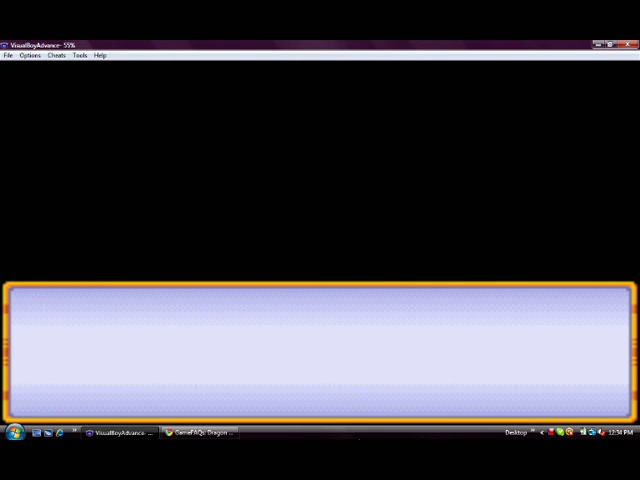 VisualBoyAdvance- 55%
File Options Cheats Tools Help
VisualBoyAdvance- ...
GameFAQs: Dragon ...
Desktop
12:34 PM